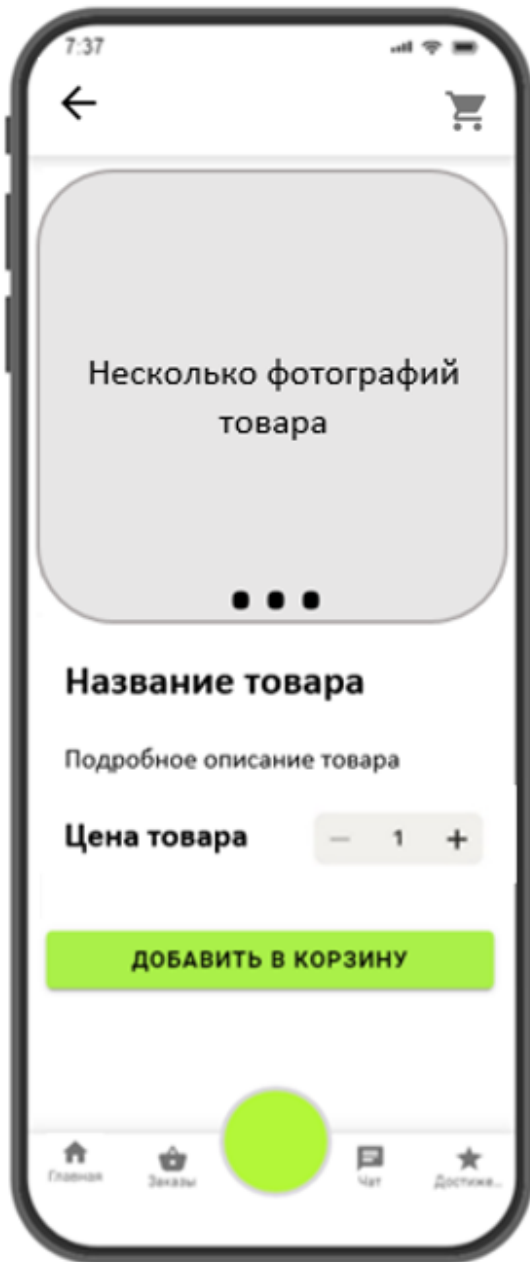 7:37
Несколько фотографий
товара
Название товара
Подробное описание товара
Цена товара
1
ДОБАВИТЬ В КОРЗИНУ
Главная
Заказы
Чат
Достиже...